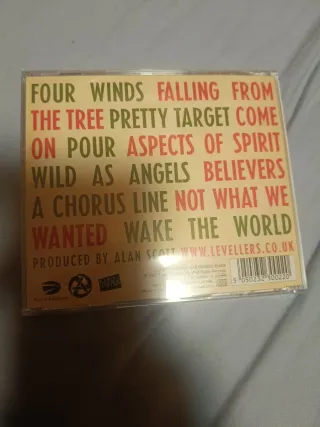 FOUR WINDS FALLING FROM
THE TREE PRETTY TARGET COME
ON POUR ASPECTS OF SPIRIT
WILD AS ANGELS BELIEVERS
A CHORUS LINE NOT WHAT WE
WANTED WAKE THE WORLD
PRODUCED BY ALAN SCOTT WWW.LEVELLERS.CO.UK